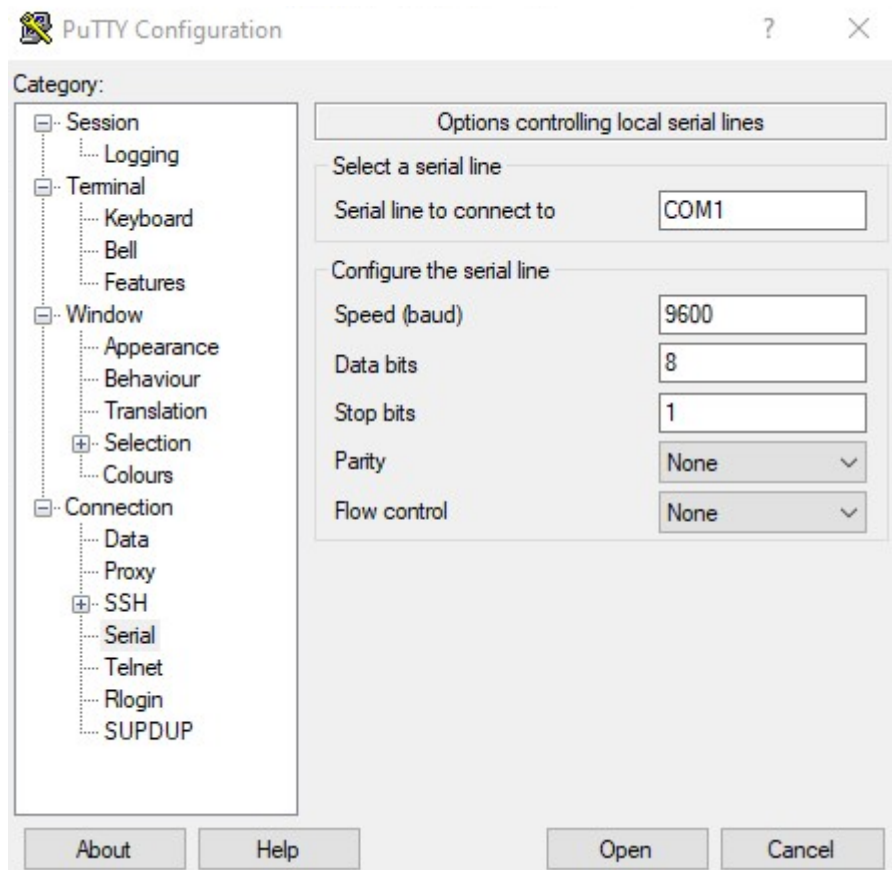 PuTTY Configuration
?
Category:
Session
Logging
Terminal
Keyboard
Bell
Features
Window
Appearance
Behaviour
Translation
Selection
Colours
Connection
Data
Proxy
SSH
Serial
Telnet
Rlogin
SUPDUP
Options controlling local serial lines
Select a serial line
Serial line to connect to COM1
Configure the serial line
Speed (baud) 9600
Data bits 8
Stop bits 1
Parity None
Flow control None
About Help Open Cancel